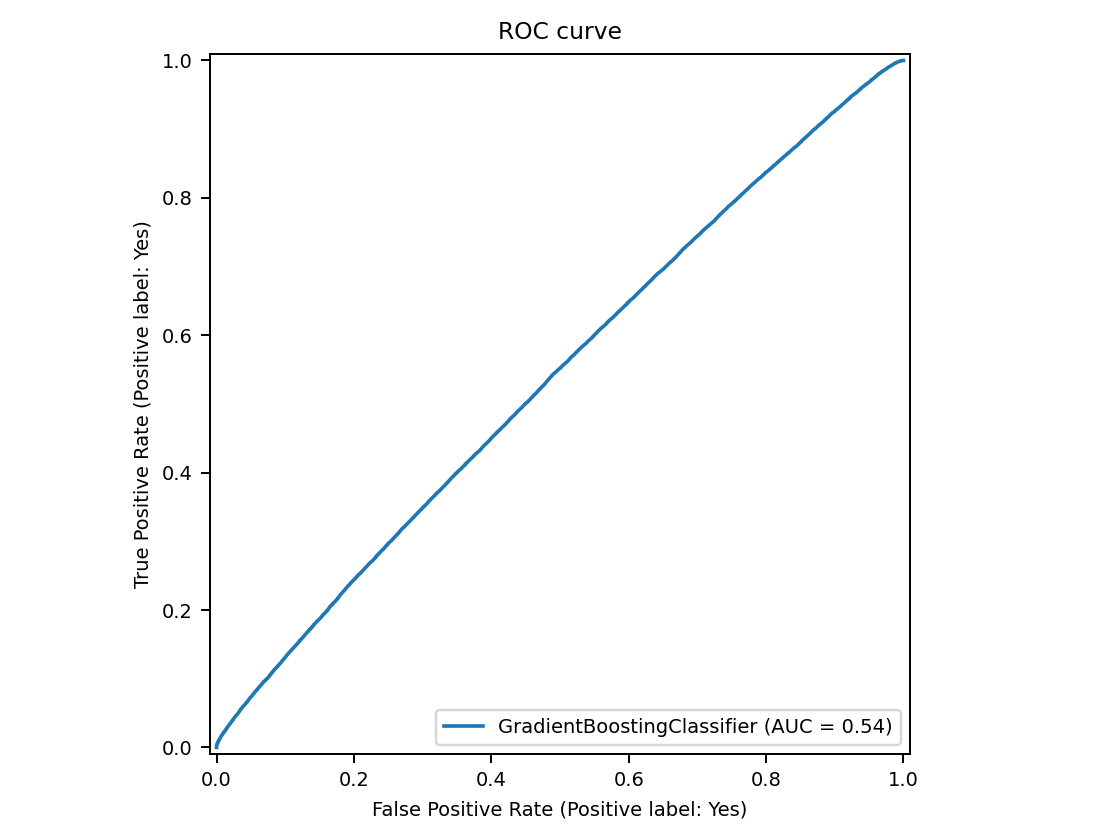 ROC curve
1.0
0.8
0.6
0.4
0.2
0.0
True Positive Rate (Positive label: Yes)
GradientBoostingClassifier (AUC = 0.54)
0.0 0.2 0.4 0.6 0.8 1.0
False Positive Rate (Positive label: Yes)